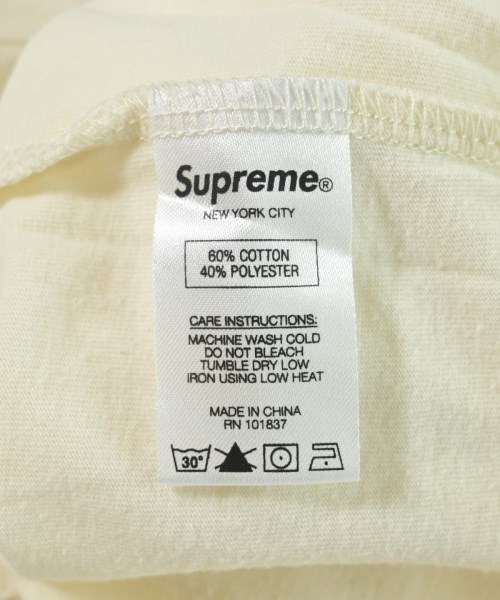 Supreme®
NEW YORK CITY
60% COTTON
40% POLYESTER
CARE INSTRUCTIONS:
MACHINE WASH COLD
DO NOT BLEACH
TUMBLE DRY LOW
IRON USING LOW HEAT
MADE IN CHINA
RN 101837
30°